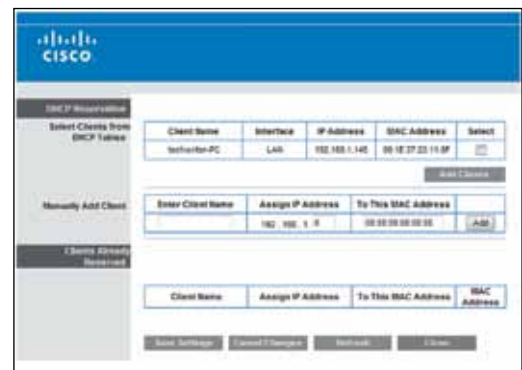 CISCO
DHCP Reservation
Select Clients from DHCP Tables
Client Name Interface IP Address MAC Address Select
LAN 192.168.1.145
Add Clients
Manually Add Client
Enter Client Name Assign IP Address To This MAC Address
192 . 168 . 1 . 0 00:00:00:00:00:00 Add
Clients Already Reserved
Client Name Assign IP Address To This MAC Address MAC Address
Save Settings Cancel Changes Refresh Close